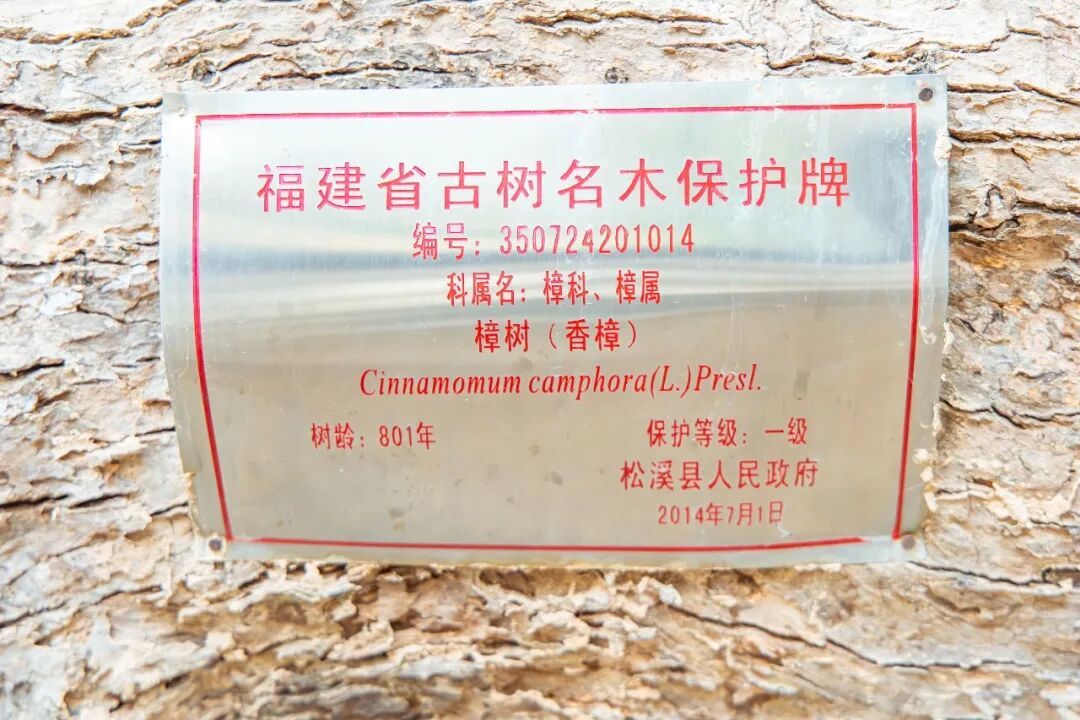 福建省古树名木保护牌
编号：350724201014
科属名：樟科、樟属
樟树（香樟）
Cinnamomum camphora(L.)Presl.
树龄：801年 保护等级：一级
松溪县人民政府
2014年7月1日